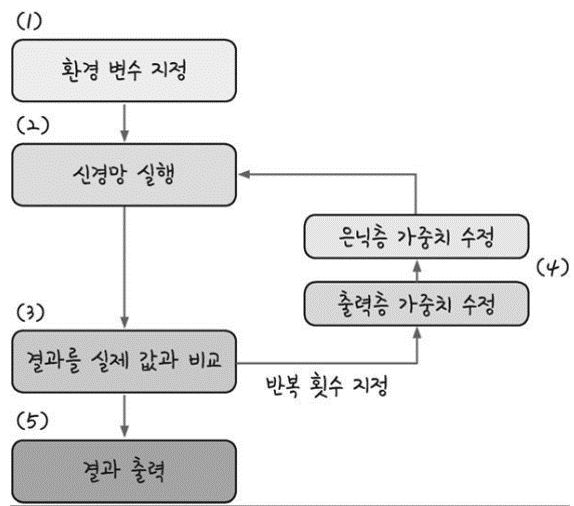 (1)
환경 변수 지정
(2)
신경망 실행
은닉층 가중치 수정
(4)
출력층 가중치 수정
(3)
결과를 실제 값과 비교
반복 횟수 지정
(5)
결과 출력